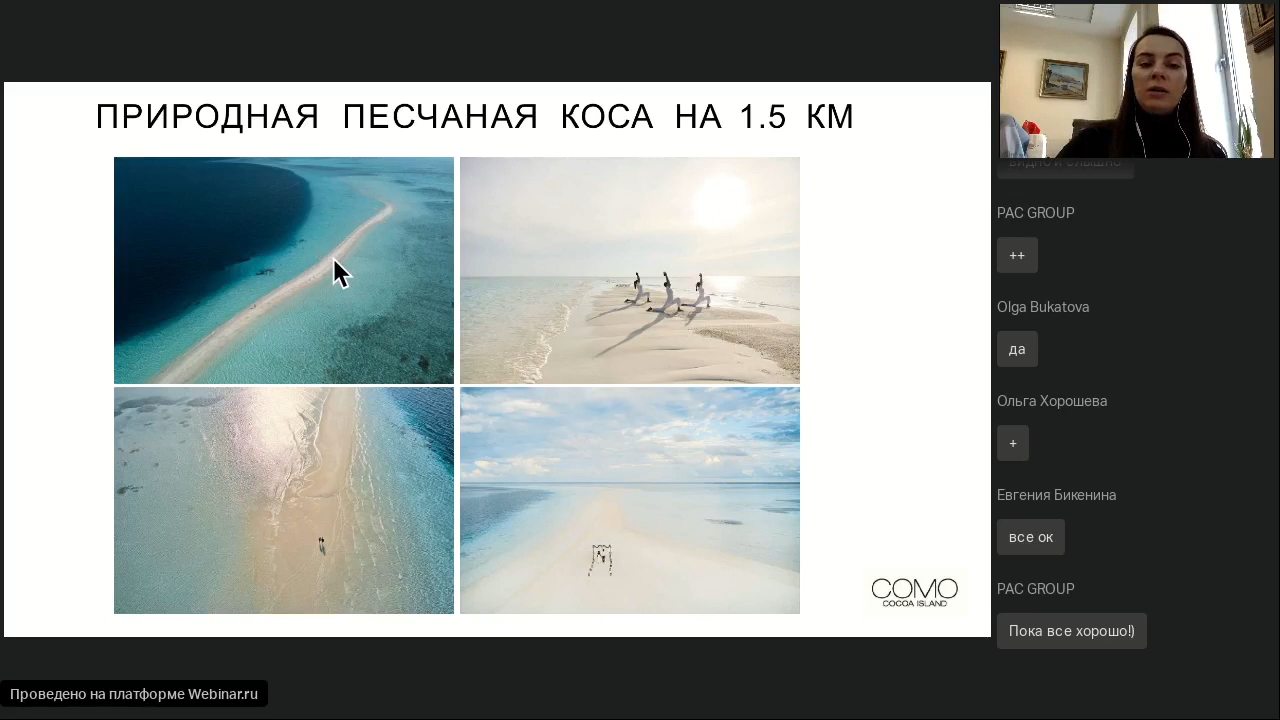 ПРИРОДНАЯ ПЕСЧАНАЯ КОСА НА 1.5 КМ
COMO
COCOA ISLAND
PAC GROUP
++
Olga Bukatova
да
Ольга Хорошева
+
Евгения Бикенина
все ок
PAC GROUP
Пока все хорошо!)
Проведено на платформе Webinar.ru